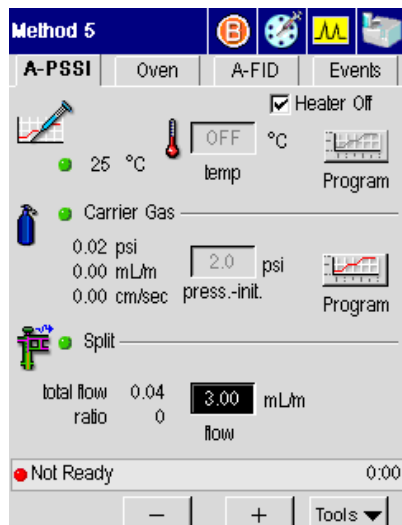 Method 5
B
A-PSSI Oven A-FID Events
Heater Off
OFF °C
25 °C
temp
Program
Carrier Gas
0.02 psi
0.00 mL/m
0.00 cm/sec
2.0 psi
press.-init.
Program
Split
total flow 0.04
ratio 0
3.00 mL/m
flow
Not Ready 0:00
− + Tools